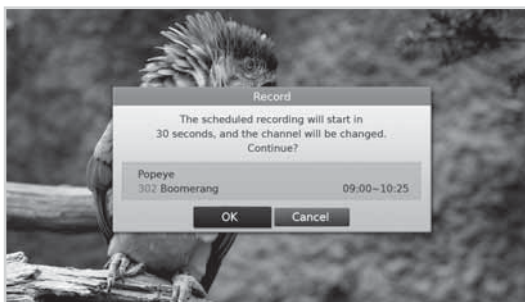 Record
The scheduled recording will start in
30 seconds, and the channel will be changed.
Continue?
Popeye
302 Boomerang 09:00~10:25
OK Cancel